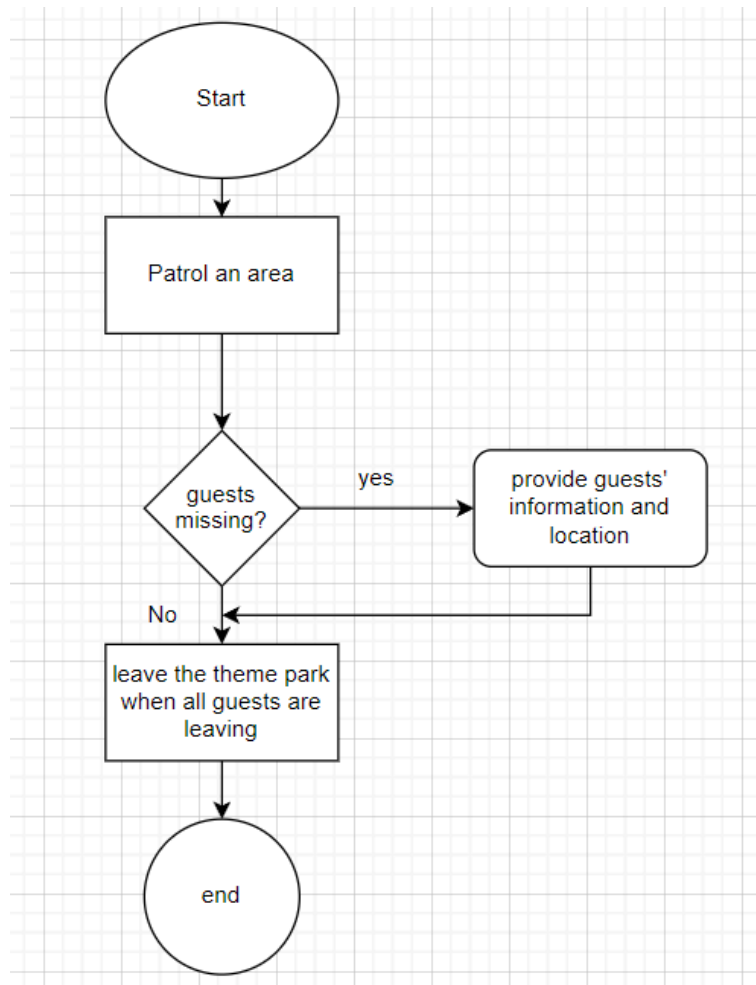 Start
Patrol an area
guests
missing?
yes
provide guests'
information and
location
No
leave the theme park
when all guests are
leaving
end